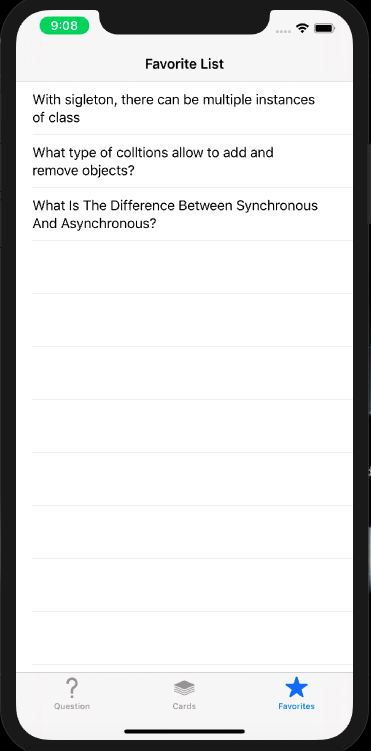 9:08
Favorite List
With sigleton, there can be multiple instances
of class
What type of colltions allow to add and
remove objects?
What Is The Difference Between Synchronous
And Asynchronous?
Question
Cards
Favorites